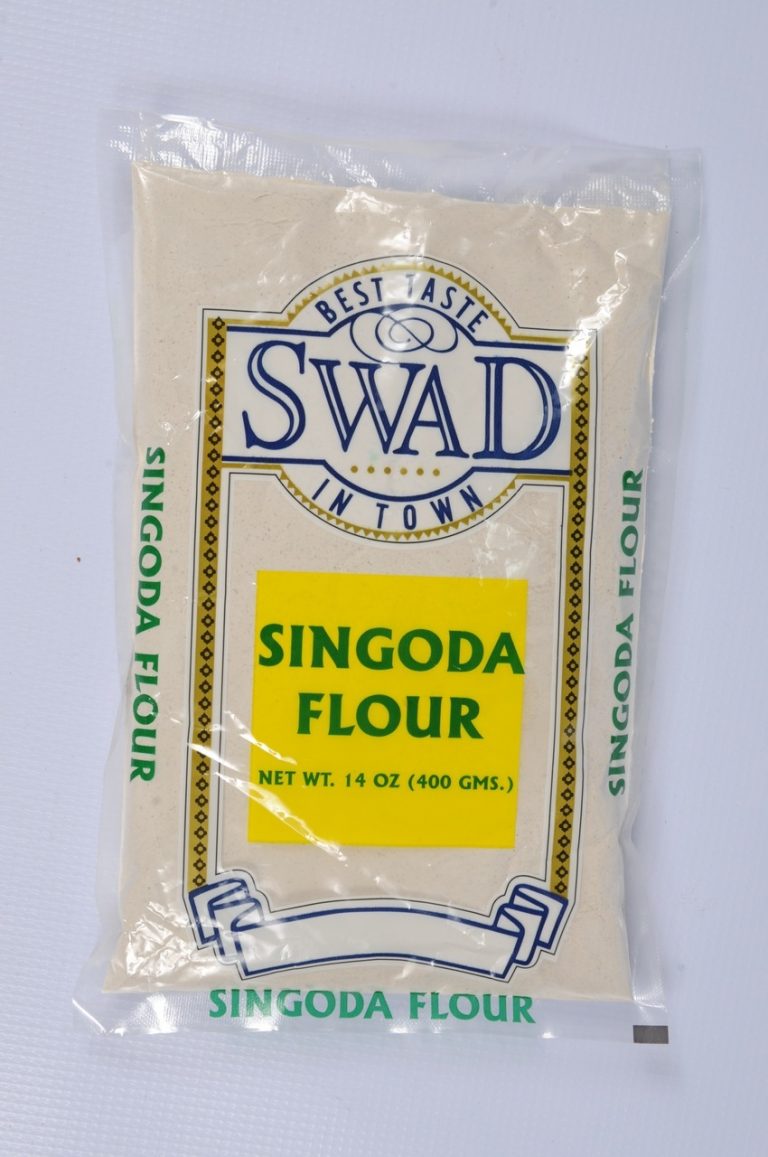 BEST TASTE
SWAD
IN TOWN
SINGODA
FLOUR
NET WT. 14 OZ (400 GMS.)
SINGODA FLOUR
SINGODA FLOUR
SINGODA FLOUR